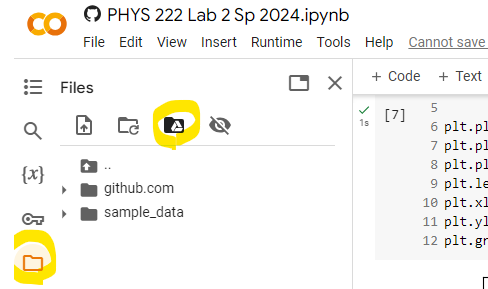 PHYS 222 Lab 2 Sp 2024.ipynb
File Edit View Insert Runtime Tools Help Cannot save
Files
+ Code + Text
..
github.com
sample_data
{x}
1s
[7]
5
6 plt.pl
7 plt.pl
8 plt.pl
9 plt.le
10 plt.xl
11 plt.yl
12 plt.gr